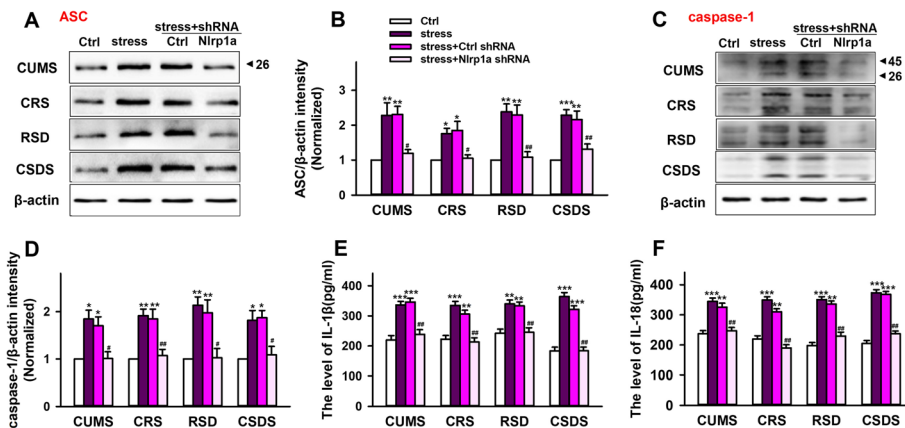 A
ASC
stress+shRNA
Ctrl stress Ctrl Nlrp1a
CUMS
◄26
CRS
RSD
CSDS
β-actin
B
Ctrl
stress
stress+Ctrl shRNA
stress+Nlrp1a shRNA
ASC/β-actin intensity
(Normalized)
3
2
1
0
** ** #
* * #
** ** ##
*** ** ##
CUMS CRS RSD CSDS
C
caspase-1
stress+shRNA
Ctrl stress Ctrl Nlrp1a
CUMS
◄45
◄26
CRS
RSD
CSDS
β-actin
D
caspase-1/β-actin intensity
(Normalized)
2
1
0
* * #
** ** ##
** ** #
* * #
CUMS CRS RSD CSDS
E
The level of IL-1β(pg/ml)
400
300
200
100
0
*** *** ##
*** ** ##
** ** ##
*** *** ##
CUMS CRS RSD CSDS
F
The level of IL-18(pg/ml)
400
300
200
100
0
*** ** ##
*** ** ##
*** ** ##
*** *** ##
CUMS CRS RSD CSDS